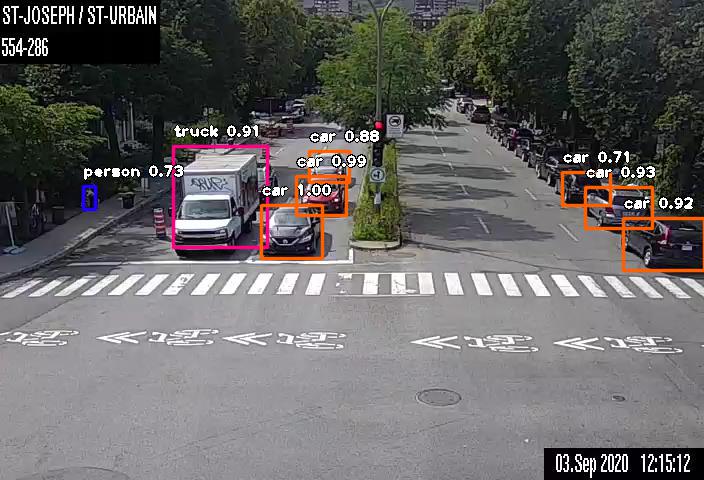 ST-JOSEPH / ST-URBAIN
554-286
truck 0.91
car 0.88
car 0.99
person 0.73
car 1.00
car 0.71
car 0.93
car 0.92
03.Sep 2020 12:15:12